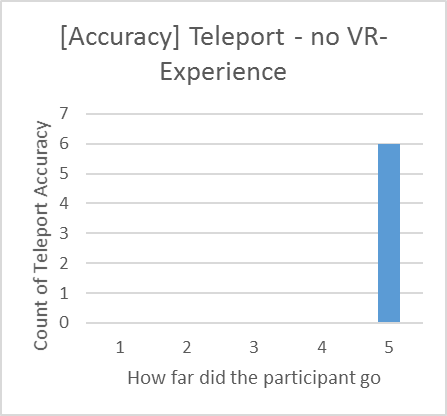 [Accuracy] Teleport - no VR-
Experience
7
6
5
4
3
2
1
0
Count of Teleport Accuracy
1 2 3 4 5
How far did the participant go